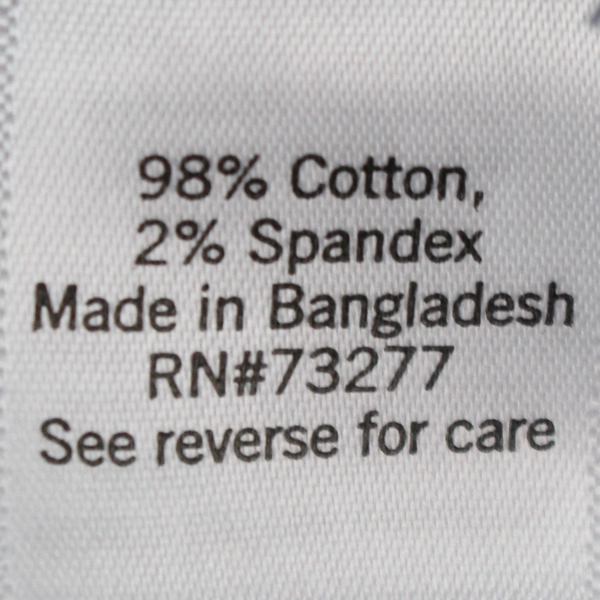 98% Cotton,
2% Spandex
Made in Bangladesh
RN#73277
See reverse for care